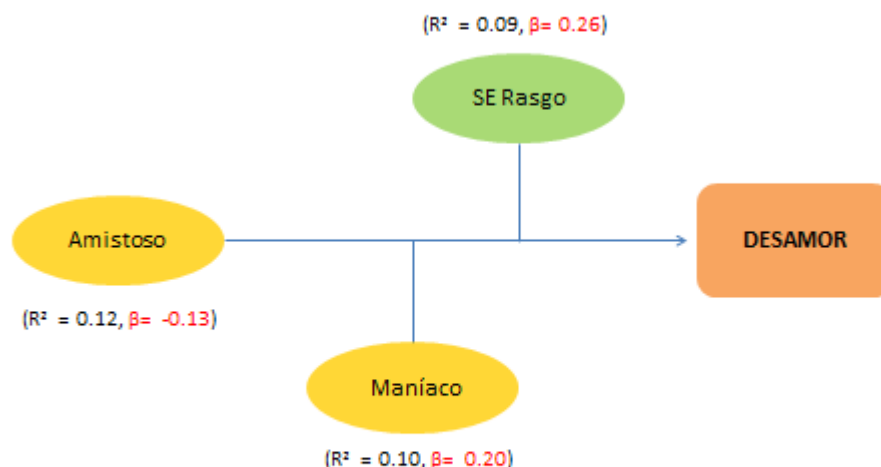 (R² = 0.09, β= 0.26)
SE Rasgo
Amistoso
DESAMOR
(R² = 0.12, β= -0.13)
Maníaco
(R² = 0.10, β= 0.20)